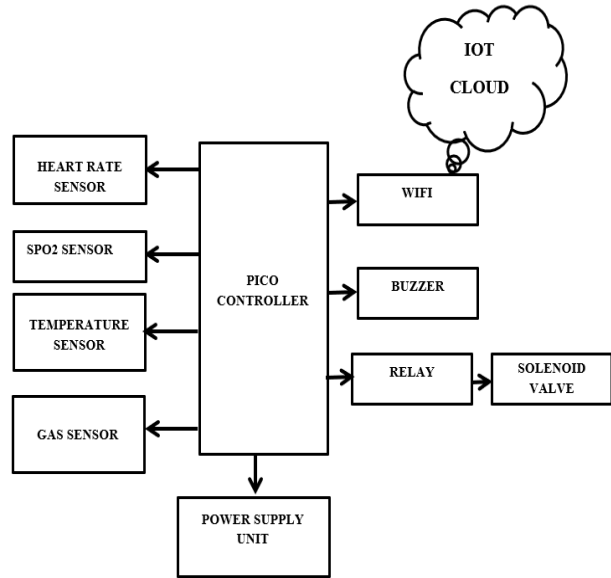 IOT
CLOUD
HEART RATE
SENSOR
SPO2 SENSOR
TEMPERATURE
SENSOR
GAS SENSOR
PICO
CONTROLLER
WIFI
BUZZER
RELAY
SOLENOID
VALVE
POWER SUPPLY
UNIT